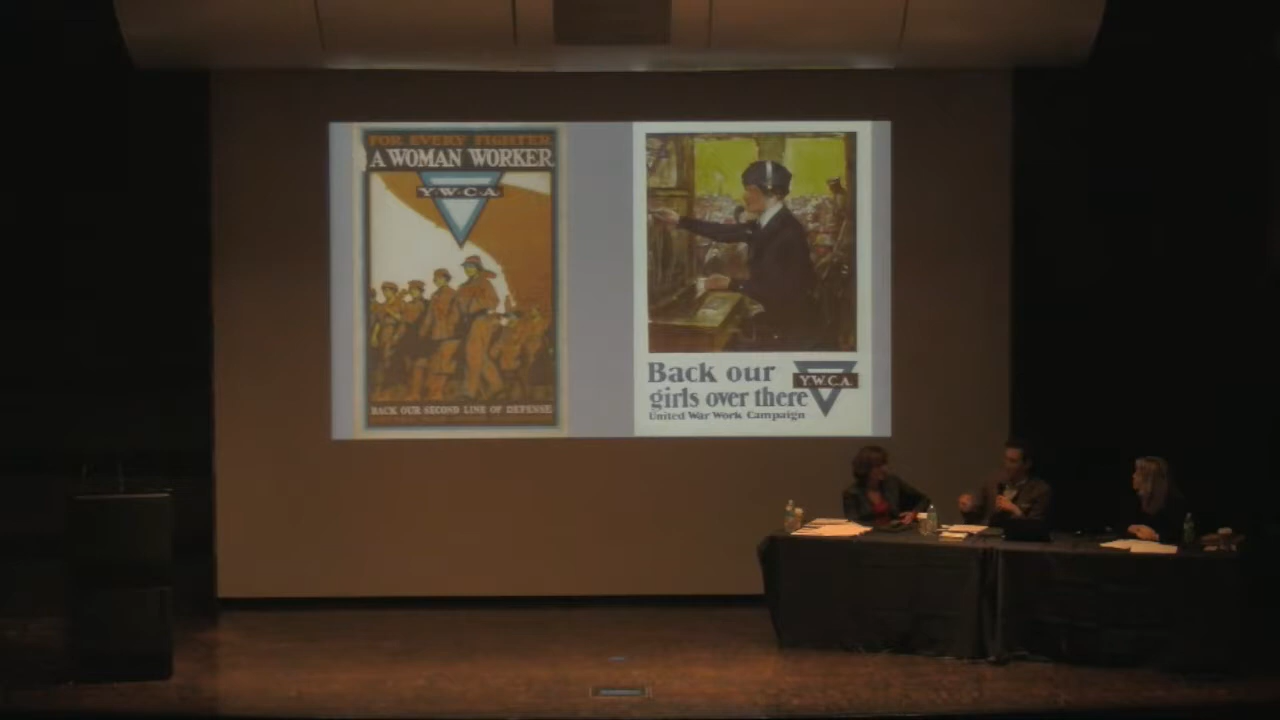 FOR EVERY FIGHTER
A WOMAN WORKER
Y.W.C.A.
BACK OUR SECOND LINE OF DEFENSE
Back our
girls over there
United War Work Campaign
Y.W.C.A.